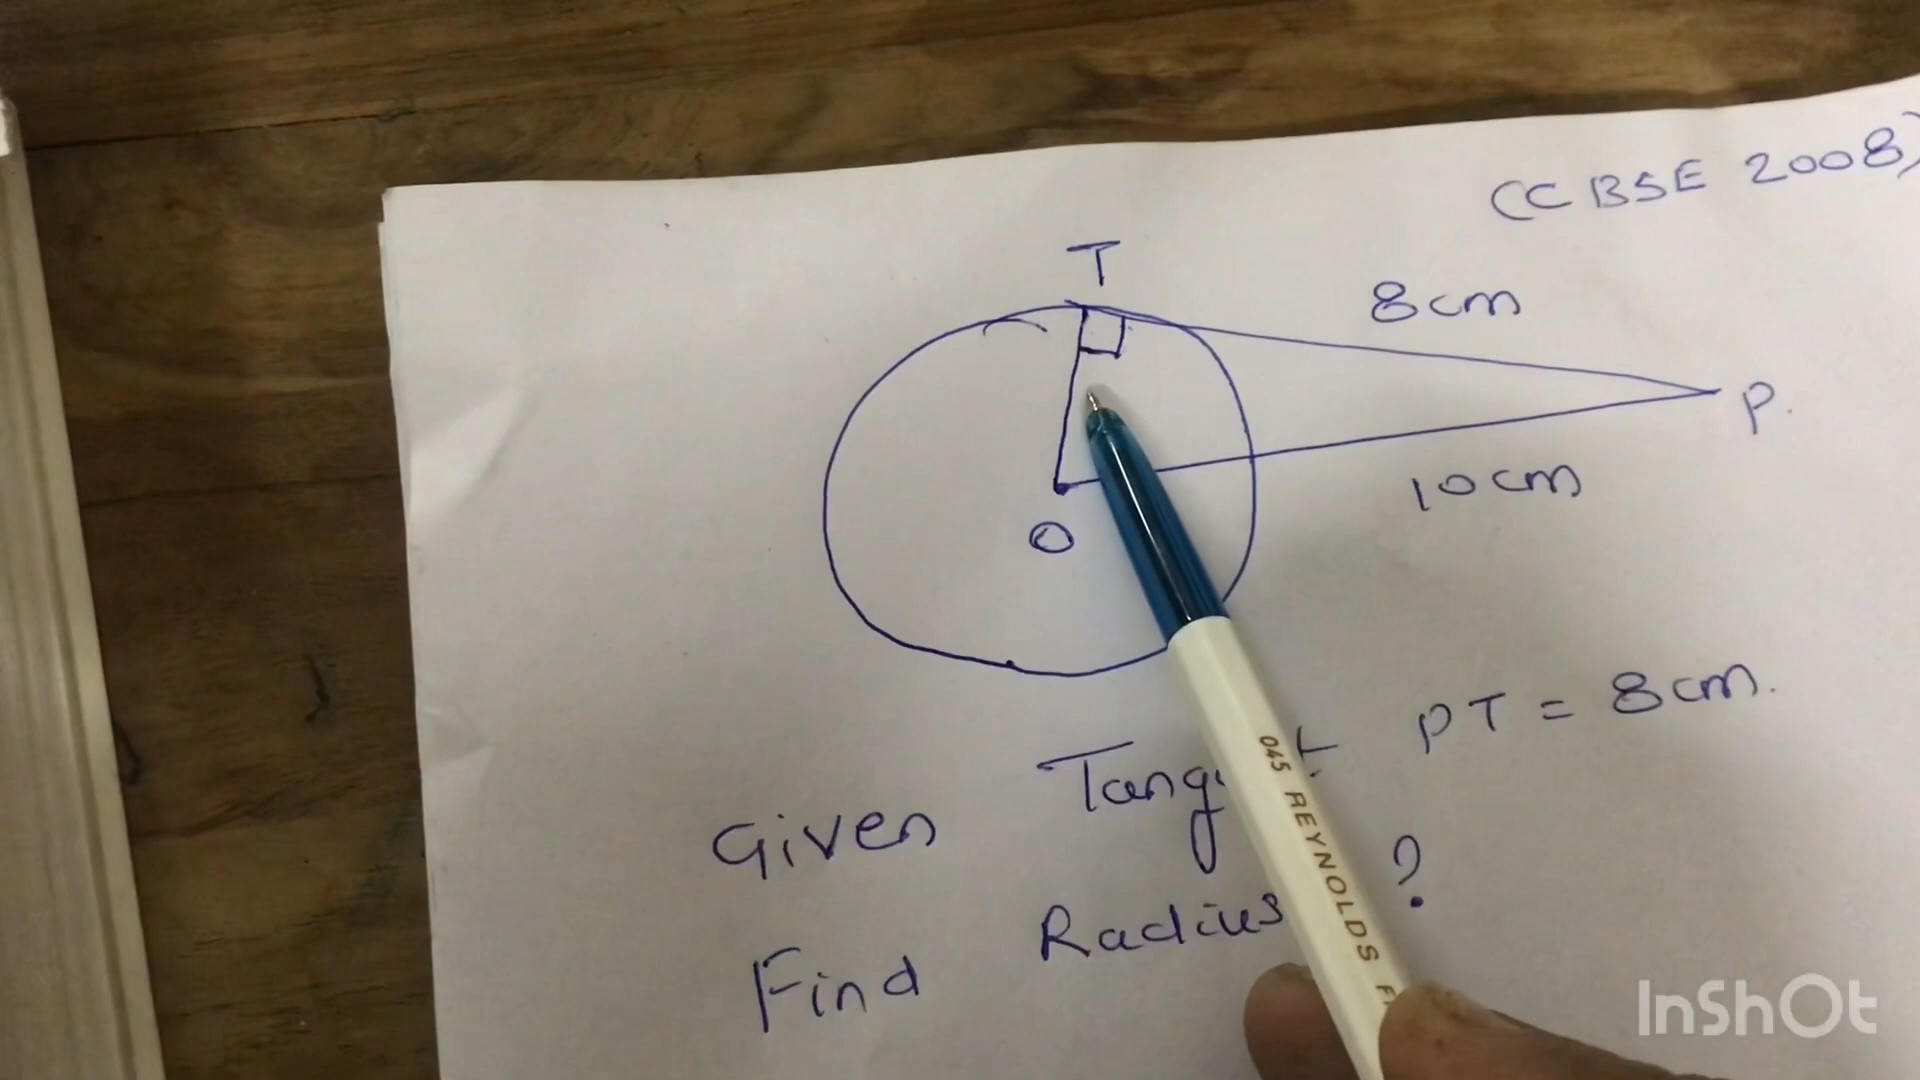 (CBSE 2008)
T
8cm
P.
10cm
O
Given PT = 8cm.
Find Radius ?
045 REYNOLDS
InShOt